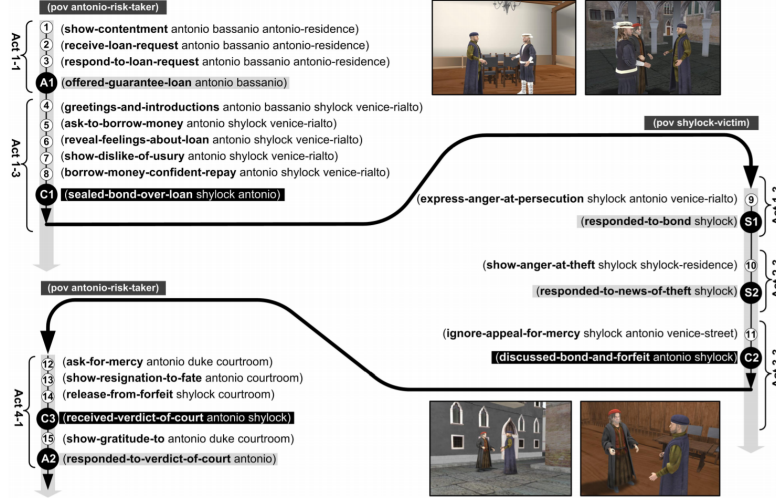 (pov antonio-risk-taker)
Act 1-1
1 (show-contentment antonio bassanio antonio-residence)
2 (receive-loan-request antonio bassanio antonio-residence)
3 (respond-to-loan-request antonio bassanio antonio-residence)
A1 (offered-guarantee-loan antonio bassanio)
Act 1-3
4 (greetings-and-introductions antonio bassanio shylock venice-rialto)
5 (ask-to-borrow-money antonio shylock venice-rialto)
6 (reveal-feelings-about-loan antonio shylock venice-rialto)
7 (show-dislike-of-usury antonio shylock venice-rialto)
8 (borrow-money-confident-repay antonio shylock venice-rialto)
C1 (sealed-bond-over-loan shylock antonio)
(pov shylock-victim)
(express-anger-at-persecution shylock antonio venice-rialto) 9
(responded-to-bond shylock) S1
(show-anger-at-theft shylock shylock-residence) 10
(responded-to-news-of-theft shylock) S2
(ignore-appeal-for-mercy shylock antonio venice-street) 11
(discussed-bond-and-forfeit antonio shylock) C2
(pov antonio-risk-taker)
Act 4-1
12 (ask-for-mercy antonio duke courtroom)
13 (show-resignation-to-fate antonio courtroom)
14 (release-from-forfeit shylock courtroom)
C3 (received-verdict-of-court antonio shylock)
15 (show-gratitude-to antonio duke courtroom)
A2 (responded-to-verdict-of-court antonio)